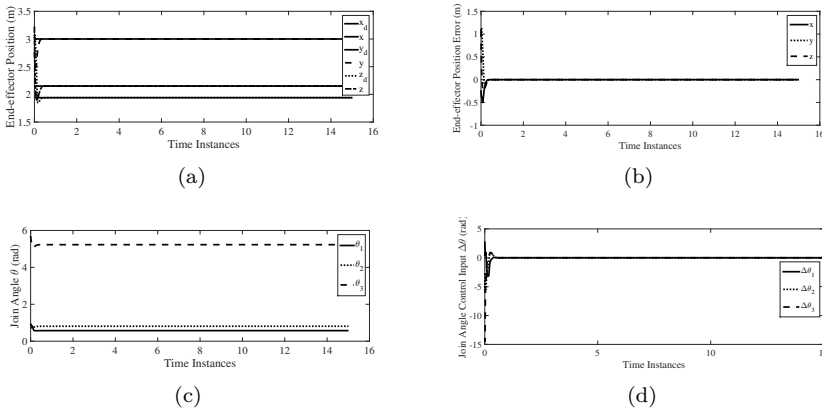 End-effector Position (m)
3.5
3
2.5
2
1.5
0 2 4 6 8 10 12 14 16
Time Instances
x_d
x
y_d
y
z_d
z
(a)
End-effector Position Error (m)
1.5
1
0.5
0
-0.5
-1
0 2 4 6 8 10 12 14 16
Time Instances
x
y
z
(b)
Join Angle θ (rad)
6
4
2
0
0 2 4 6 8 10 12 14 16
Time Instances
θ_1
θ_2
θ_3
(c)
Join Angle Control Input Δθ (rad)
5
0
-5
-10
-15
0 5 10 15
Time Instances
Δθ_1
Δθ_2
Δθ_3
(d)